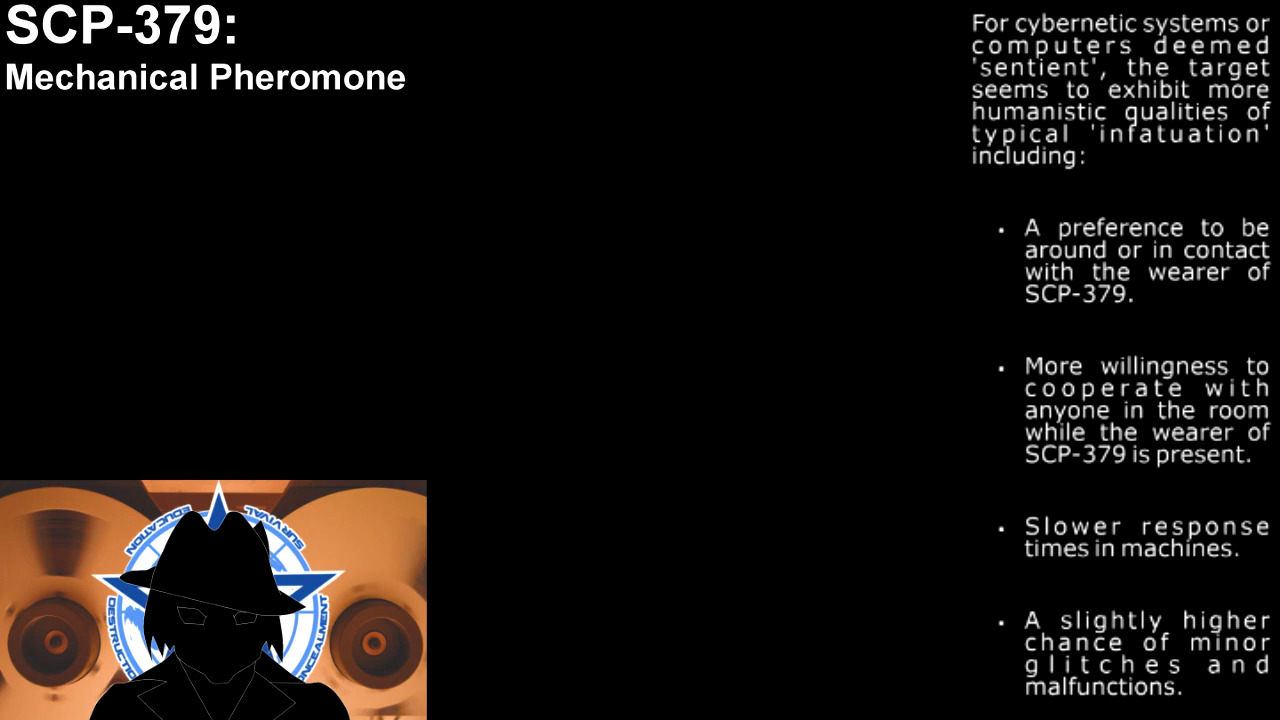 SCP-379:
Mechanical Pheromone
For cybernetic systems or
computers deemed
'sentient', the target
seems to exhibit more
humanistic qualities of
typical 'infatuation'
including:
• A preference to be
around or in contact
with the wearer of
SCP-379.
• More willingness to
cooperate with
anyone in the room
while the wearer of
SCP-379 is present.
• Slower response
times in machines.
• A slightly higher
chance of minor
glitches and
malfunctions.
EDUCATION
SURVIVAL